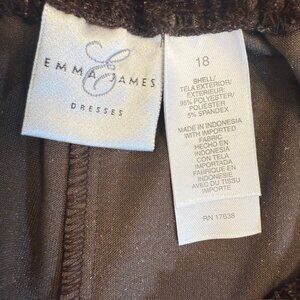 E
EMMA JAMES
DRESSES
18
SHELL/
TELA EXTERIOR/
EXTERIEUR:
95% POLYESTER/
POLIESTER
5% SPANDEX
MADE IN INDONESIA
WITH IMPORTED
FABRIC
HECHO EN
INDONESIA
CON TELA
IMPORTADA
FABRIQUE EN
INDONESIE
AVEC DU TISSU
IMPORTE
RN 17638